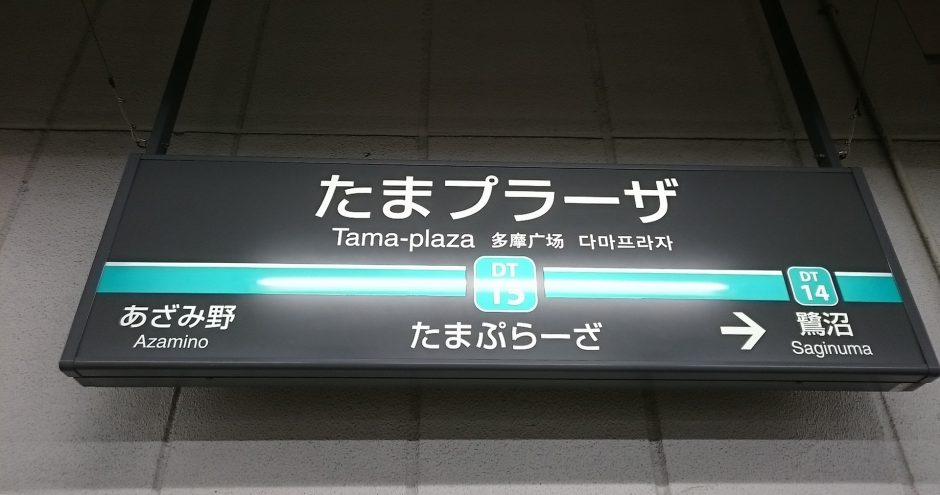 たまプラーザ
Tama-plaza 多摩广场 다마프라자
DT
15
DT
14
あざみ野
Azamino
たまぷらーざ
→ 鷺沼
Saginuma